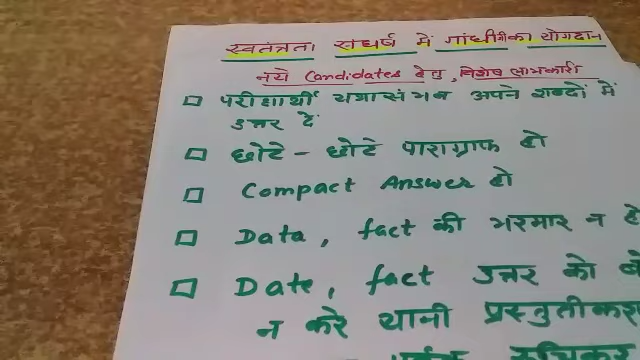 स्वतंत्रता संघर्ष में गांधीजी का योगदान
नये Candidates हेतु, विशेष लाभकारी
परीक्षार्थी यथासंभव अपने शब्दों में
उत्तर दें
छोटे - छोटे पाराग्राफ हो
Compact Answer हो
Data, fact की भरमार न हो
Date, fact उत्तर को
न करे यानी प्रस्तुतीकरण